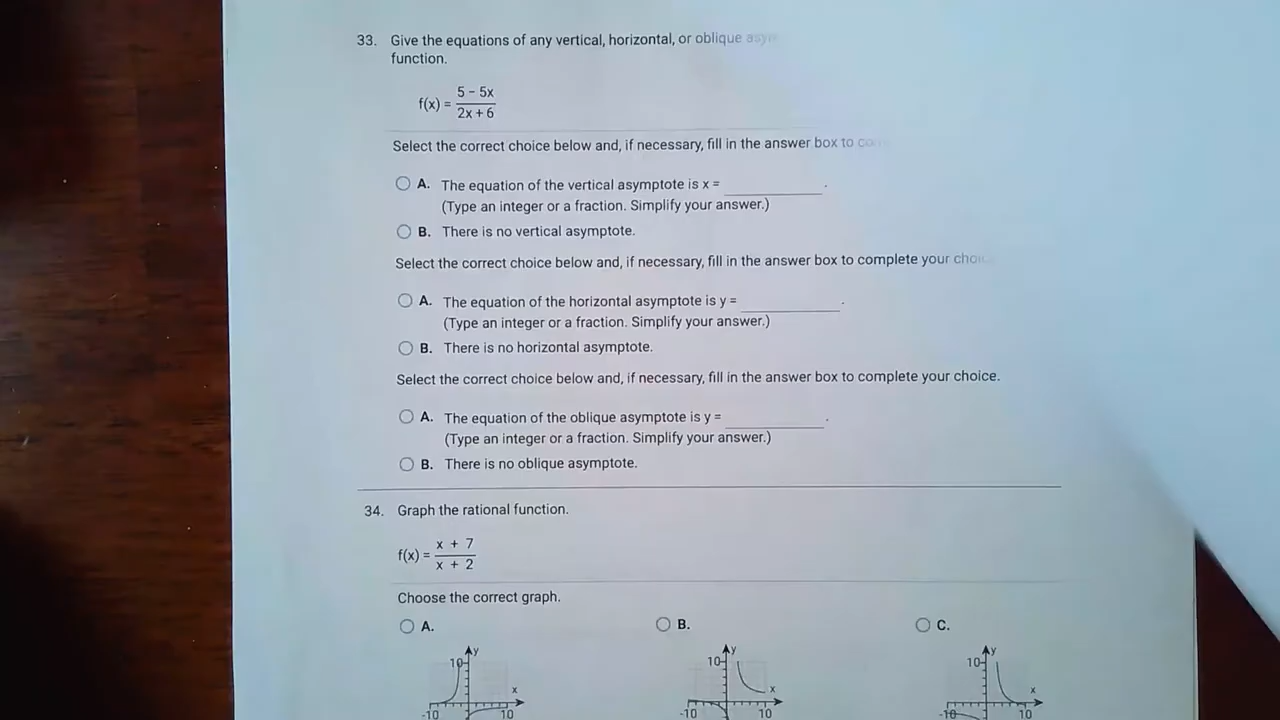 33. Give the equations of any vertical, horizontal, or oblique
function.
f(x) = 5 - 5x / 2x + 6
Select the correct choice below and, if necessary, fill in the answer box to
A. The equation of the vertical asymptote is x = ________.
(Type an integer or a fraction. Simplify your answer.)
B. There is no vertical asymptote.
Select the correct choice below and, if necessary, fill in the answer box to complete your
A. The equation of the horizontal asymptote is y = ________.
(Type an integer or a fraction. Simplify your answer.)
B. There is no horizontal asymptote.
Select the correct choice below and, if necessary, fill in the answer box to complete your choice.
A. The equation of the oblique asymptote is y = ________.
(Type an integer or a fraction. Simplify your answer.)
B. There is no oblique asymptote.
34. Graph the rational function.
f(x) = x + 7 / x + 2
Choose the correct graph.
A. B. C.
10 y 10 y 10 y
x x x
-10 10 -10 10 -10 10